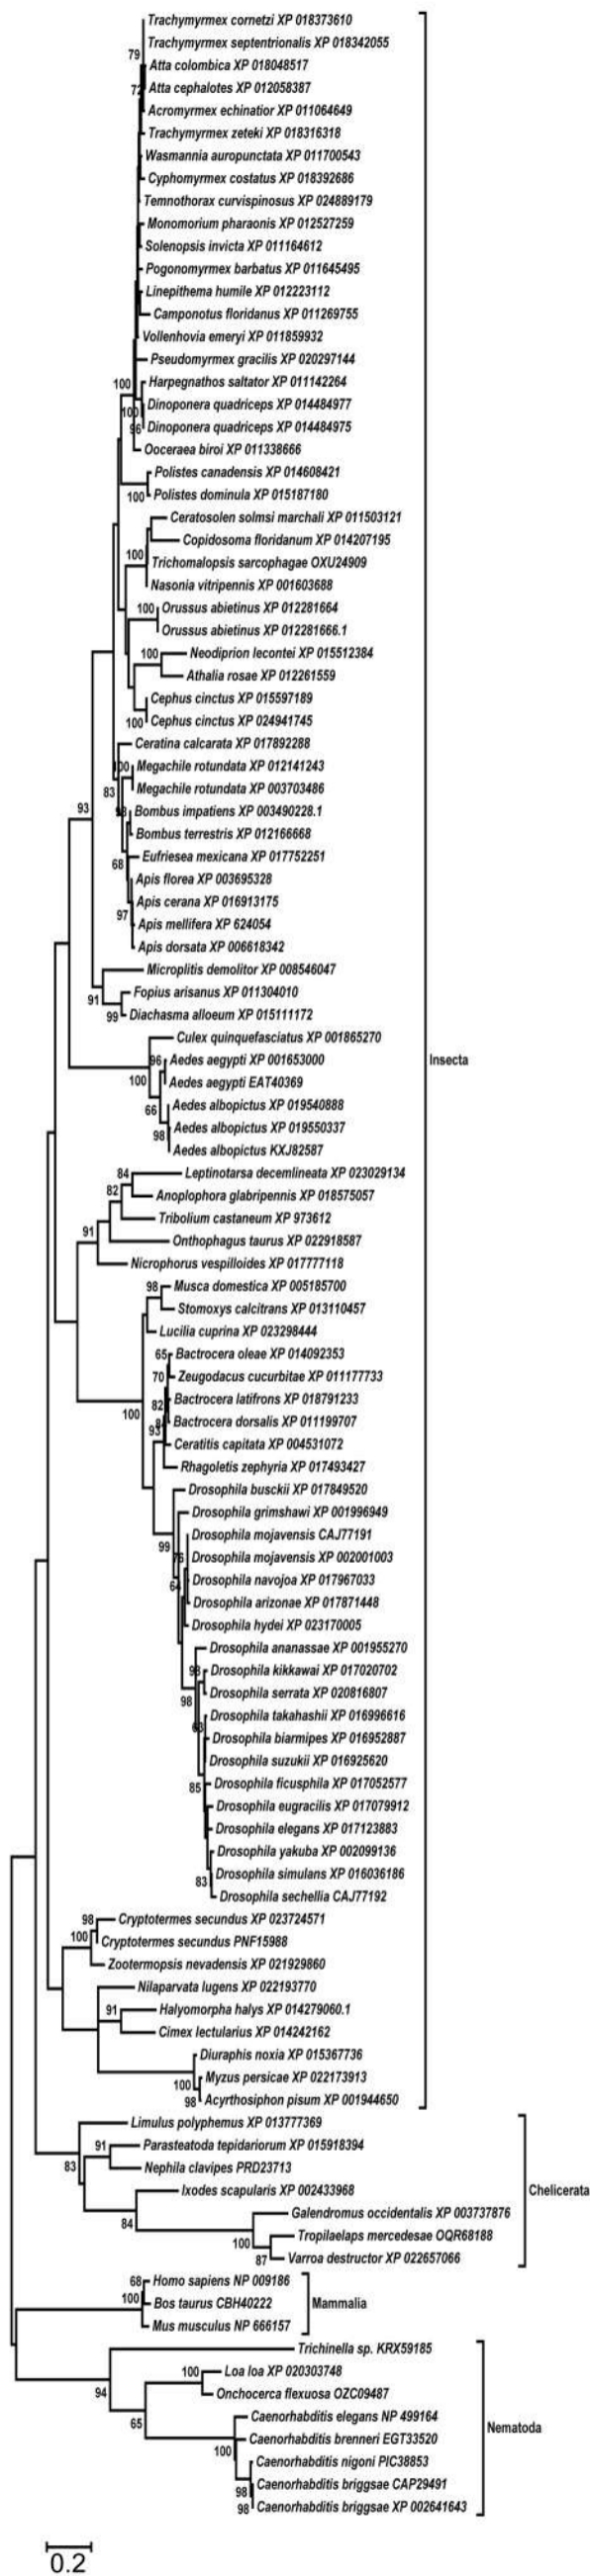 Trachymyrmex cornetzi XP 018373610
Trachymyrmex septentrionalis XP 018342055
79
Atta colombica XP 018048517
72 Atta cephalotes XP 012058387
Acromyrmex echinatior XP 011064649
Trachymyrmex zeteki XP 018316318
Wasmannia auropunctata XP 011700543
Cyphomyrmex costatus XP 018392686
Temnothorax curvispinosus XP 024889179
Monomorium pharaonis XP 012527259
Solenopsis invicta XP 011164612
Pogonomyrmex barbatus XP 011645495
Linepithema humile XP 012223112
Camponotus floridanus XP 011269755
Vollenhovia emeryi XP 011859932
Pseudomyrmex gracilis XP 020297144
100 Harpegnathos saltator XP 011142264
Dinoponera quadriceps XP 014484977
100
96 Dinoponera quadriceps XP 014484975
Ooceraea biroi XP 011338666
Polistes canadensis XP 014608421
100 Polistes dominula XP 015187180
Ceratosolen solmsi marchali XP 011503121
Copidosoma floridanum XP 014207195
100 Trichomalopsis sarcophagae OXU24909
Nasonia vitripennis XP 001603688
100 Orussus abietinus XP 012281664
Orussus abietinus XP 012281666.1
100 Neodiprion lecontei XP 015512384
Athalia rosae XP 012261559
Cephus cinctus XP 015597189
100 Cephus cinctus XP 024941745
Ceratina calcarata XP 017892288
100 Megachile rotundata XP 012141243
83 Megachile rotundata XP 003703486
93 Bombus impatiens XP 003490228.1
Bombus terrestris XP 012166668
68 Eufriesea mexicana XP 017752251
Apis florea XP 003695328
Apis cerana XP 016913175
97 Apis mellifera XP 624054
Apis dorsata XP 006618342
Microplitis demolitor XP 008546047
91 Fopius arisanus XP 011304010
99 Diachasma alloeum XP 015111172
Culex quinquefasciatus XP 001865270
96 Aedes aegypti XP 001653000
Insecta
100 Aedes aegypti EAT40369
66 Aedes albopictus XP 019540888
Aedes albopictus XP 019550337
98
Aedes albopictus KXJ82587
84 Leptinotarsa decemlineata XP 023029134
82 Anoplophora glabripennis XP 018575057
Tribolium castaneum XP 973612
91 Onthophagus taurus XP 022918587
Nicrophorus vespilloides XP 017777118
98 Musca domestica XP 005185700
Stomoxys calcitrans XP 013110457
Lucilia cuprina XP 023298444
65 Bactrocera oleae XP 014092353
70 Zeugodacus cucurbitae XP 011177733
82 Bactrocera latifrons XP 018791233
100
93 Bactrocera dorsalis XP 011199707
Ceratitis capitata XP 004531072
Rhagoletis zephyria XP 017493427
Drosophila busckii XP 017849520
Drosophila grimshawi XP 001996949
99 Drosophila mojavensis CAJ77191
76 Drosophila mojavensis XP 002001003
64 Drosophila navojoa XP 017967033
Drosophila arizonae XP 017871448
Drosophila hydei XP 023170005
Drosophila ananassae XP 001955270
Drosophila kikkawai XP 017020702
98 Drosophila serrata XP 020816807
Drosophila takahashii XP 016996616
63 Drosophila biarmipes XP 016952887
Drosophila suzukii XP 016925620
85 Drosophila ficusphila XP 017052577
Drosophila eugracilis XP 017079912
Drosophila elegans XP 017123883
Drosophila yakuba XP 002099136
83 Drosophila simulans XP 016036186
Drosophila sechellia CAJ77192
98 Cryptotermes secundus XP 023724571
100 Cryptotermes secundus PNF15988
Zootermopsis nevadensis XP 021929860
Nilaparvata lugens XP 022193770
91 Halyomorpha halys XP 014279060.1
Cimex lectularius XP 014242162
Diuraphis noxia XP 015367736
100 Myzus persicae XP 022173913
98 Acyrthosiphon pisum XP 001944650
Limulus polyphemus XP 013777369
91 Parasteatoda tepidariorum XP 015918394
83 Nephila clavipes PRD23713
Ixodes scapularis XP 002433968
Chelicerata
84 Galendromus occidentalis XP 003737876
100 Tropilaelaps mercedesae OQR68188
87 Varroa destructor XP 022657066
68 Homo sapiens NP 009186
100 Bos taurus CBH40222
Mammalia
Mus musculus NP 666157
Trichinella sp. KRX59185
100 Loa loa XP 020303748
94 Onchocerca flexuosa OZC09487
65 Caenorhabditis elegans NP 499164
Nematoda
100 Caenorhabditis brenneri EGT33520
Caenorhabditis nigoni PIC38853
98 Caenorhabditis briggsae CAP29491
98 Caenorhabditis briggsae XP 002641643
0.2